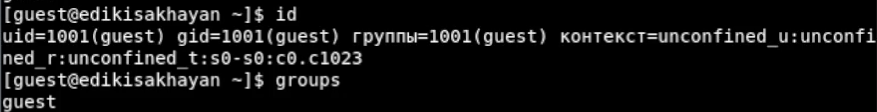 [guest@edikisakhayan ~]$ id
uid=1001(guest) gid=1001(guest) группы=1001(guest) контекст=unconfined_u:unconfi
ned_r:unconfined_t:s0-s0:c0.c1023
[guest@edikisakhayan ~]$ groups
guest